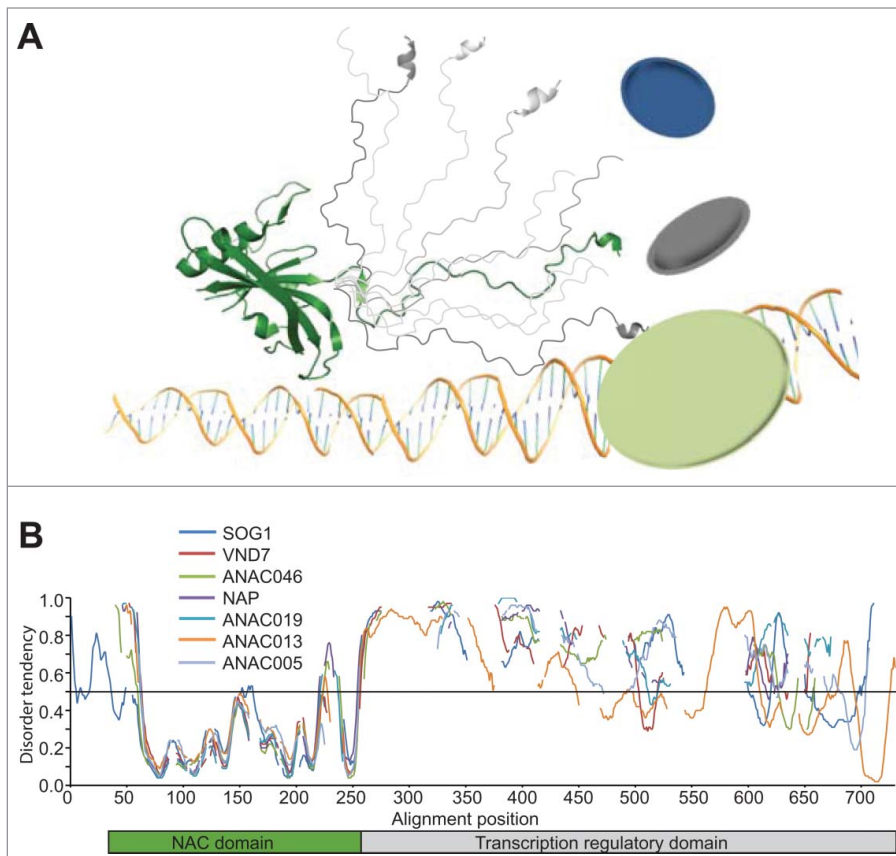 A
B
SOG1
VND7
ANAC046
NAP
ANAC019
ANAC013
ANAC005
Disorder tendency
1.0
0.8
0.6
0.4
0.2
0.0
0 50 100 150 200 250 300 350 400 450 500 550 600 650 700
Alignment position
NAC domain Transcription regulatory domain